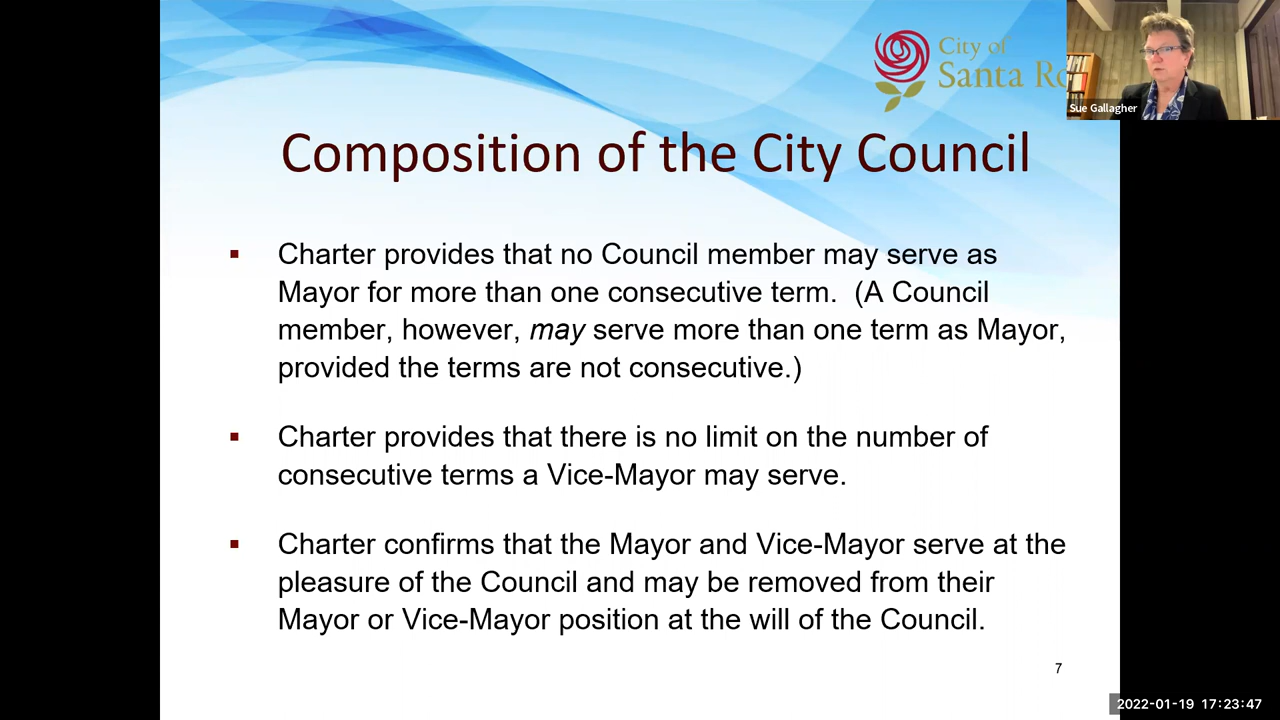 City of
Santa Ro
Sue Gallagher
Composition of the City Council
▪ Charter provides that no Council member may serve as
Mayor for more than one consecutive term.  (A Council
member, however, may serve more than one term as Mayor,
provided the terms are not consecutive.)
▪ Charter provides that there is no limit on the number of
consecutive terms a Vice-Mayor may serve.
▪ Charter confirms that the Mayor and Vice-Mayor serve at the
pleasure of the Council and may be removed from their
Mayor or Vice-Mayor position at the will of the Council.
7
2022-01-19 17:23:47